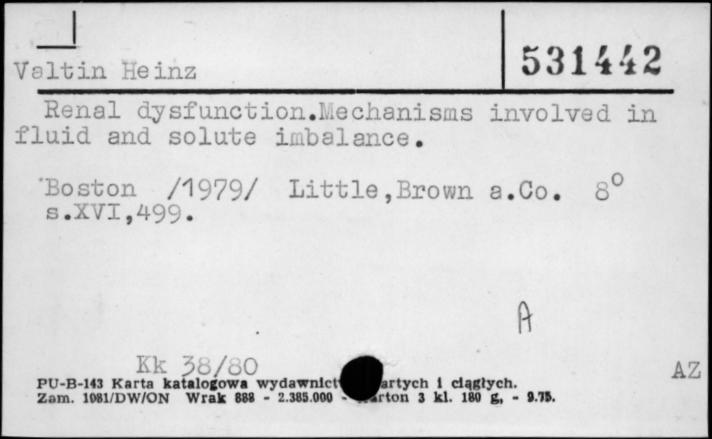 531442
Valtin Heinz
Renal dysfunction.Mechanisms involved in
fluid and solute imbalance.
Boston /1979/ Little,Brown a.Co. 8°
s.XVI,499.
A
Kk 38/80
AZ
PU-B-143 Karta katalogowa wydawnict artych i ciągłych.
Zam. 1081/DW/ON Wrak 888 - 2.385.000 - rton 3 kl. 180 g. - 9.75.